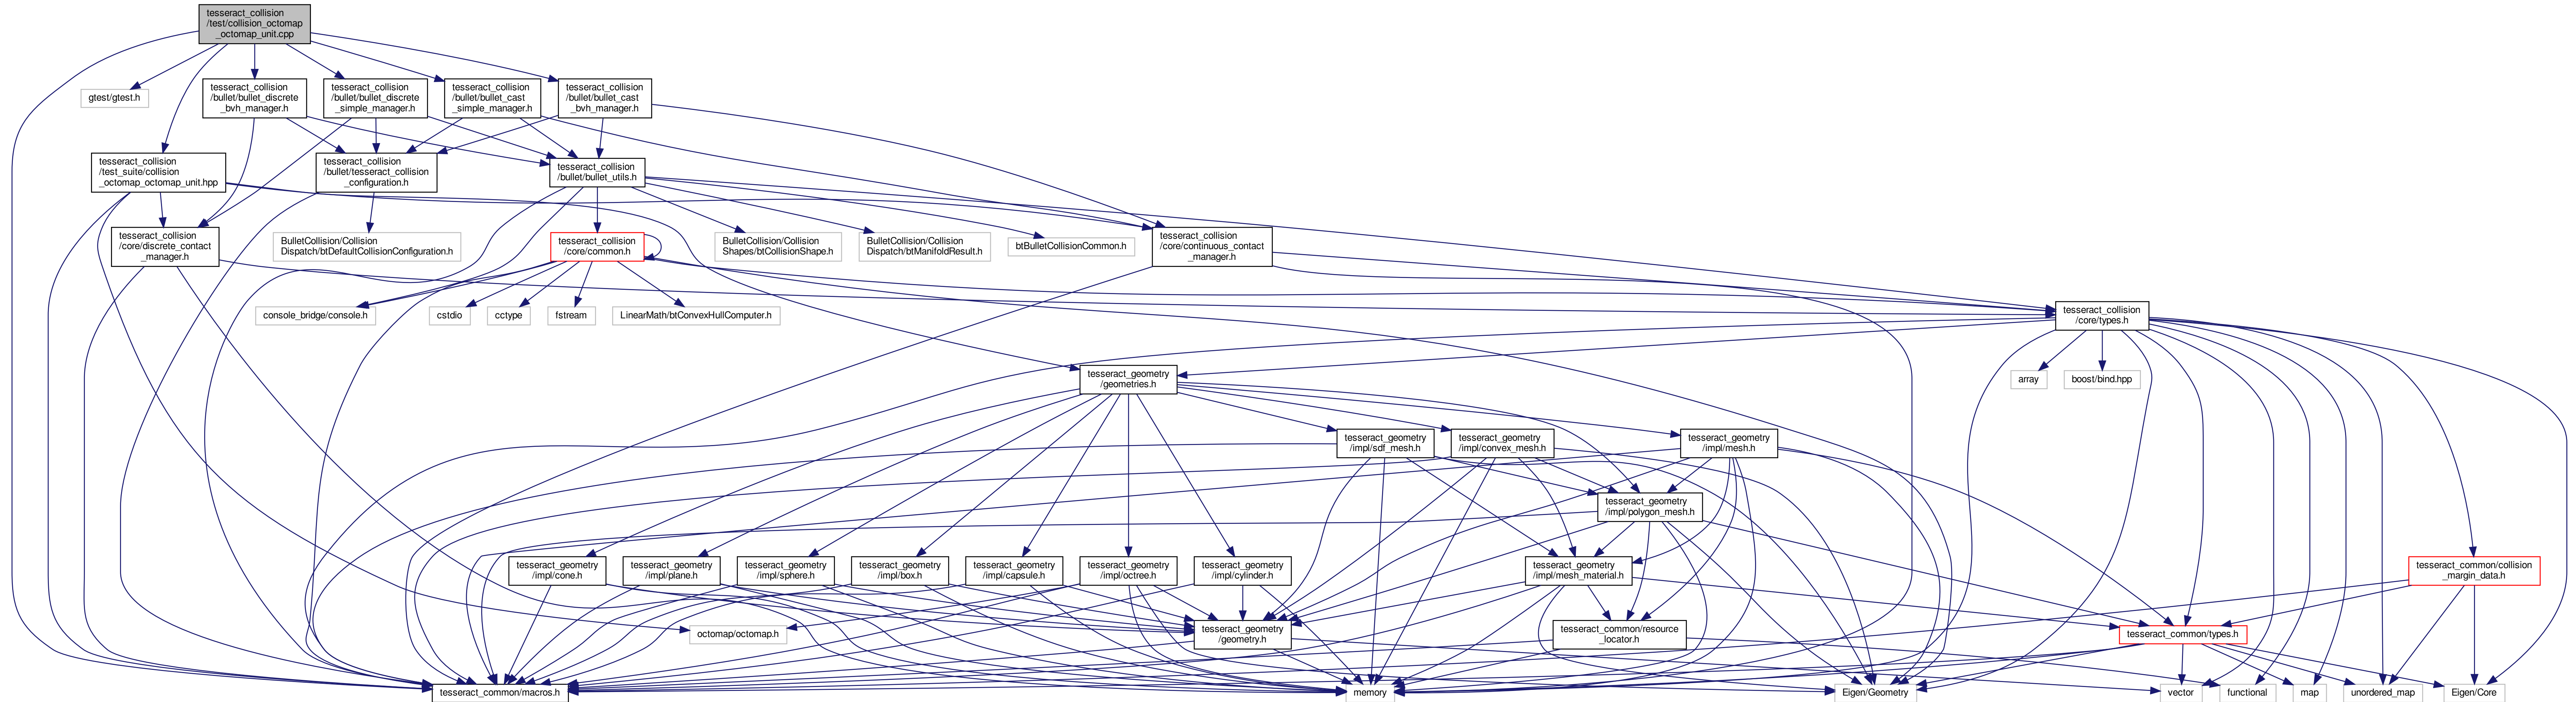 tesseract_collision
/test/collision_octomap
_octomap_unit.cpp
gtest/gtest.h
tesseract_collision
/bullet/bullet_discrete
_bvh_manager.h
tesseract_collision
/bullet/bullet_discrete
_simple_manager.h
tesseract_collision
/bullet/bullet_cast
_simple_manager.h
tesseract_collision
/bullet/bullet_cast
_bvh_manager.h
tesseract_collision
/test_suite/collision
_octomap_octomap_unit.hpp
tesseract_collision
/bullet/tesseract_collision
_configuration.h
tesseract_collision
/bullet/bullet_utils.h
tesseract_collision
/core/discrete_contact
_manager.h
BulletCollision/Collision
Dispatch/btDefaultCollisionConfiguration.h
tesseract_collision
/core/common.h
BulletCollision/Collision
Shapes/btCollisionShape.h
BulletCollision/Collision
Dispatch/btManifoldResult.h
btBulletCollisionCommon.h
tesseract_collision
/core/continuous_contact
_manager.h
console_bridge/console.h
cstdio
cctype
fstream
LinearMath/btConvexHullComputer.h
tesseract_collision
/core/types.h
tesseract_geometry
/geometries.h
array
boost/bind.hpp
tesseract_geometry
/impl/sdf_mesh.h
tesseract_geometry
/impl/convex_mesh.h
tesseract_geometry
/impl/mesh.h
tesseract_geometry
/impl/polygon_mesh.h
tesseract_geometry
/impl/cone.h
tesseract_geometry
/impl/plane.h
tesseract_geometry
/impl/sphere.h
tesseract_geometry
/impl/box.h
tesseract_geometry
/impl/capsule.h
tesseract_geometry
/impl/octree.h
tesseract_geometry
/impl/cylinder.h
tesseract_geometry
/impl/mesh_material.h
tesseract_common/collision
_margin_data.h
octomap/octomap.h
tesseract_geometry
/geometry.h
tesseract_common/resource
_locator.h
tesseract_common/types.h
tesseract_common/macros.h
memory
Eigen/Geometry
vector
functional
map
unordered_map
Eigen/Core